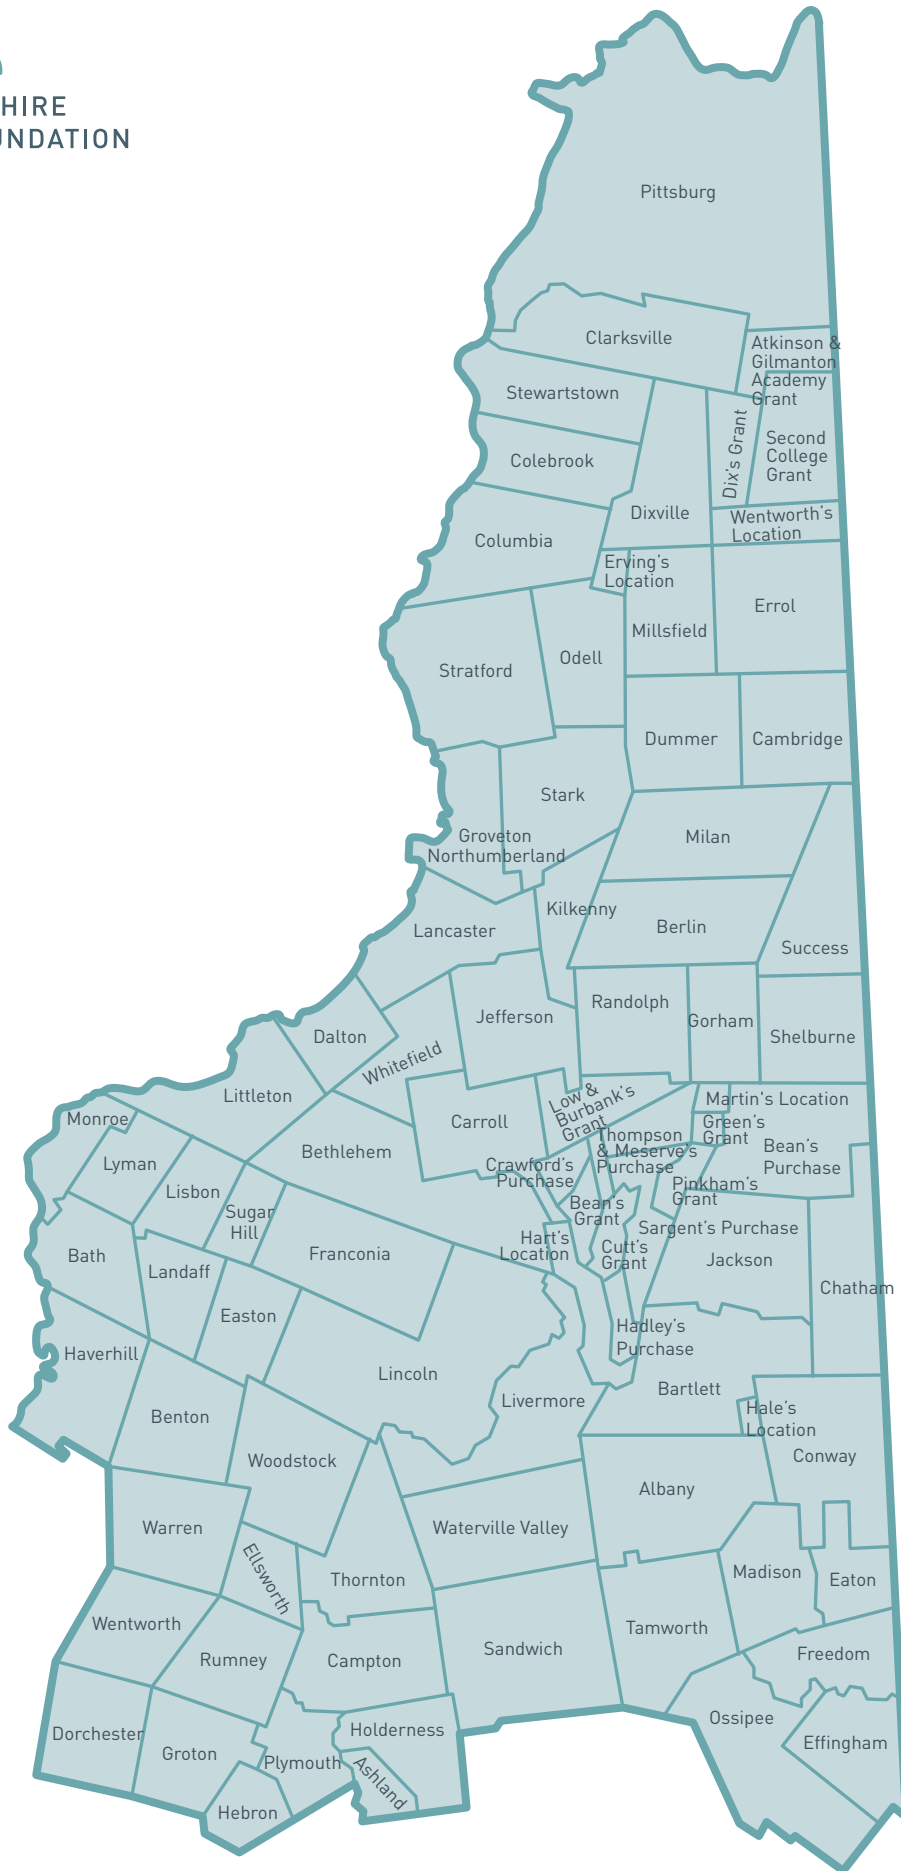 HIRE
UNDATION
Pittsburg
Clarksville
Atkinson &
Gilmanton
Academy
Grant
Stewartstown
Dix's Grant
Second
College
Grant
Colebrook
Dixville
Wentworth's
Location
Columbia
Erving's
Location
Errol
Millsfield
Odell
Stratford
Dummer
Cambridge
Stark
Groveton
Northumberland
Milan
Kilkenny
Berlin
Lancaster
Success
Randolph
Jefferson
Gorham
Shelburne
Dalton
Whitefield
Littleton
Low &
Burbank's
Grant
Martin's Location
Monroe
Carroll
Green's
Grant
Thompson
& Meserve's
Purchase
Bean's
Purchase
Bethlehem
Lyman
Crawford's
Purchase
Lisbon
Pinkham's
Grant
Sugar
Hill
Bean's
Grant
Sargent's Purchase
Hart's
Location
Cutt's
Grant
Bath
Franconia
Jackson
Landaff
Chatham
Easton
Hadley's
Purchase
Haverhill
Lincoln
Bartlett
Livermore
Benton
Hale's
Location
Woodstock
Conway
Albany
Warren
Waterville Valley
Ellsworth
Thornton
Madison
Eaton
Wentworth
Tamworth
Rumney
Campton
Sandwich
Freedom
Ossipee
Dorchester
Holderness
Effingham
Groton
Plymouth
Ashland
Hebron